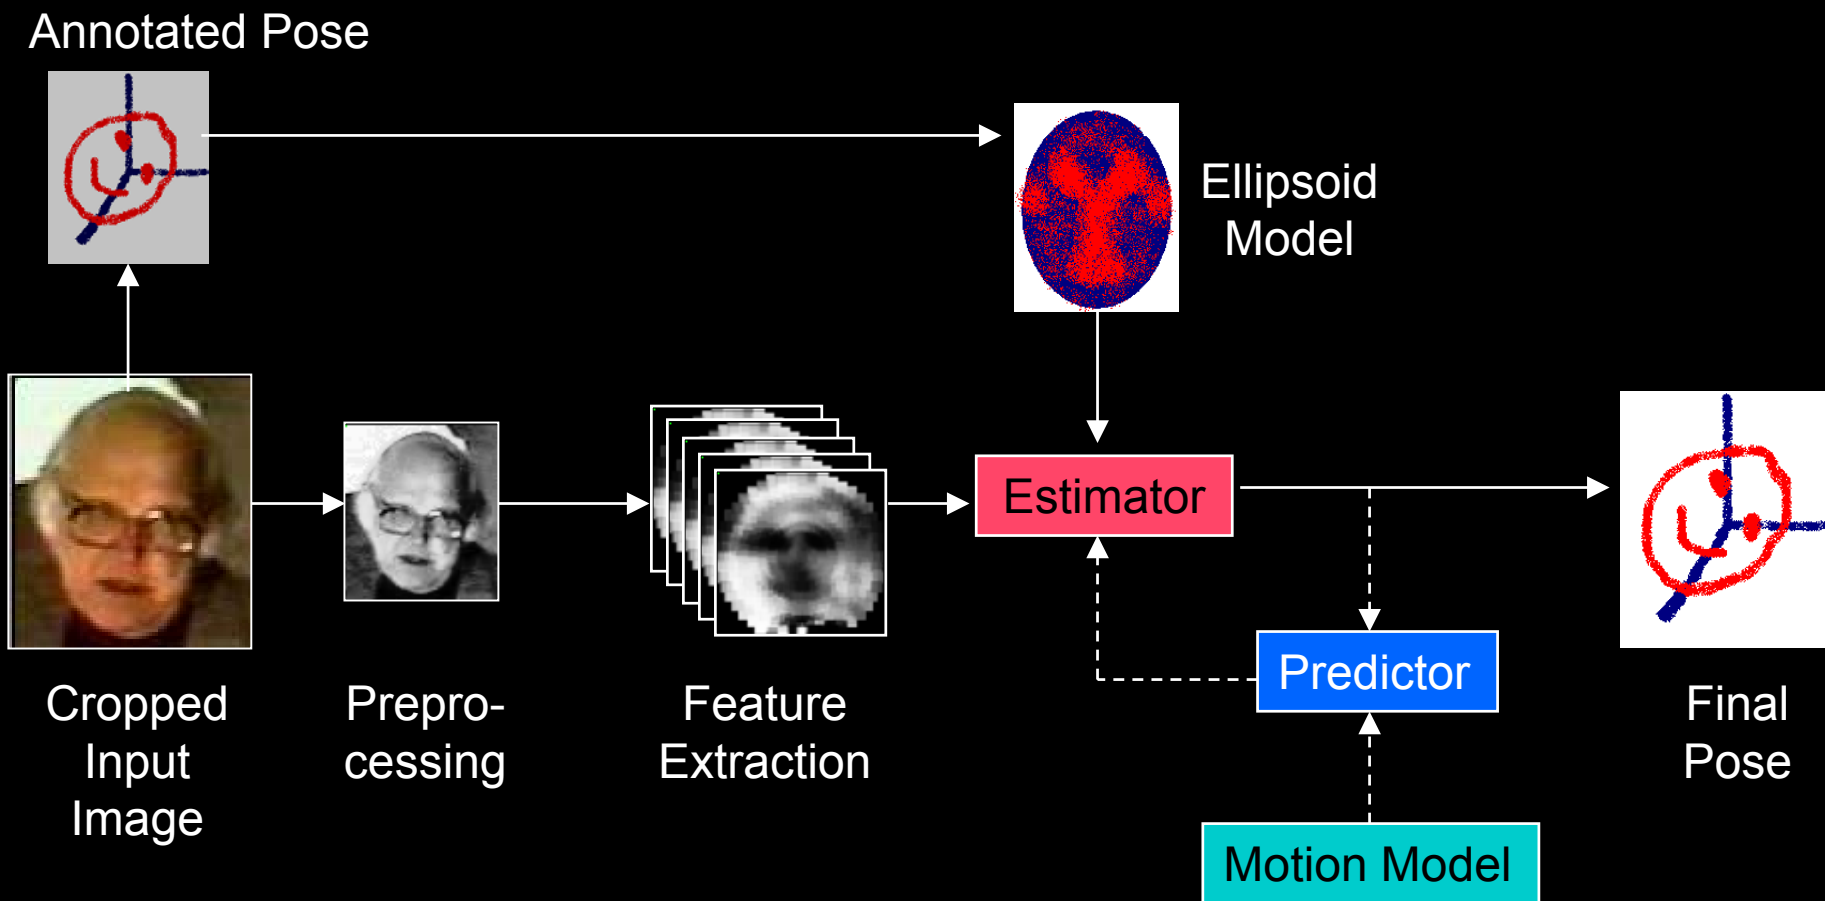 Annotated Pose
Ellipsoid
Model
Estimator
Predictor
Cropped
Input
Image
Prepro-
cessing
Feature
Extraction
Final
Pose
Motion Model